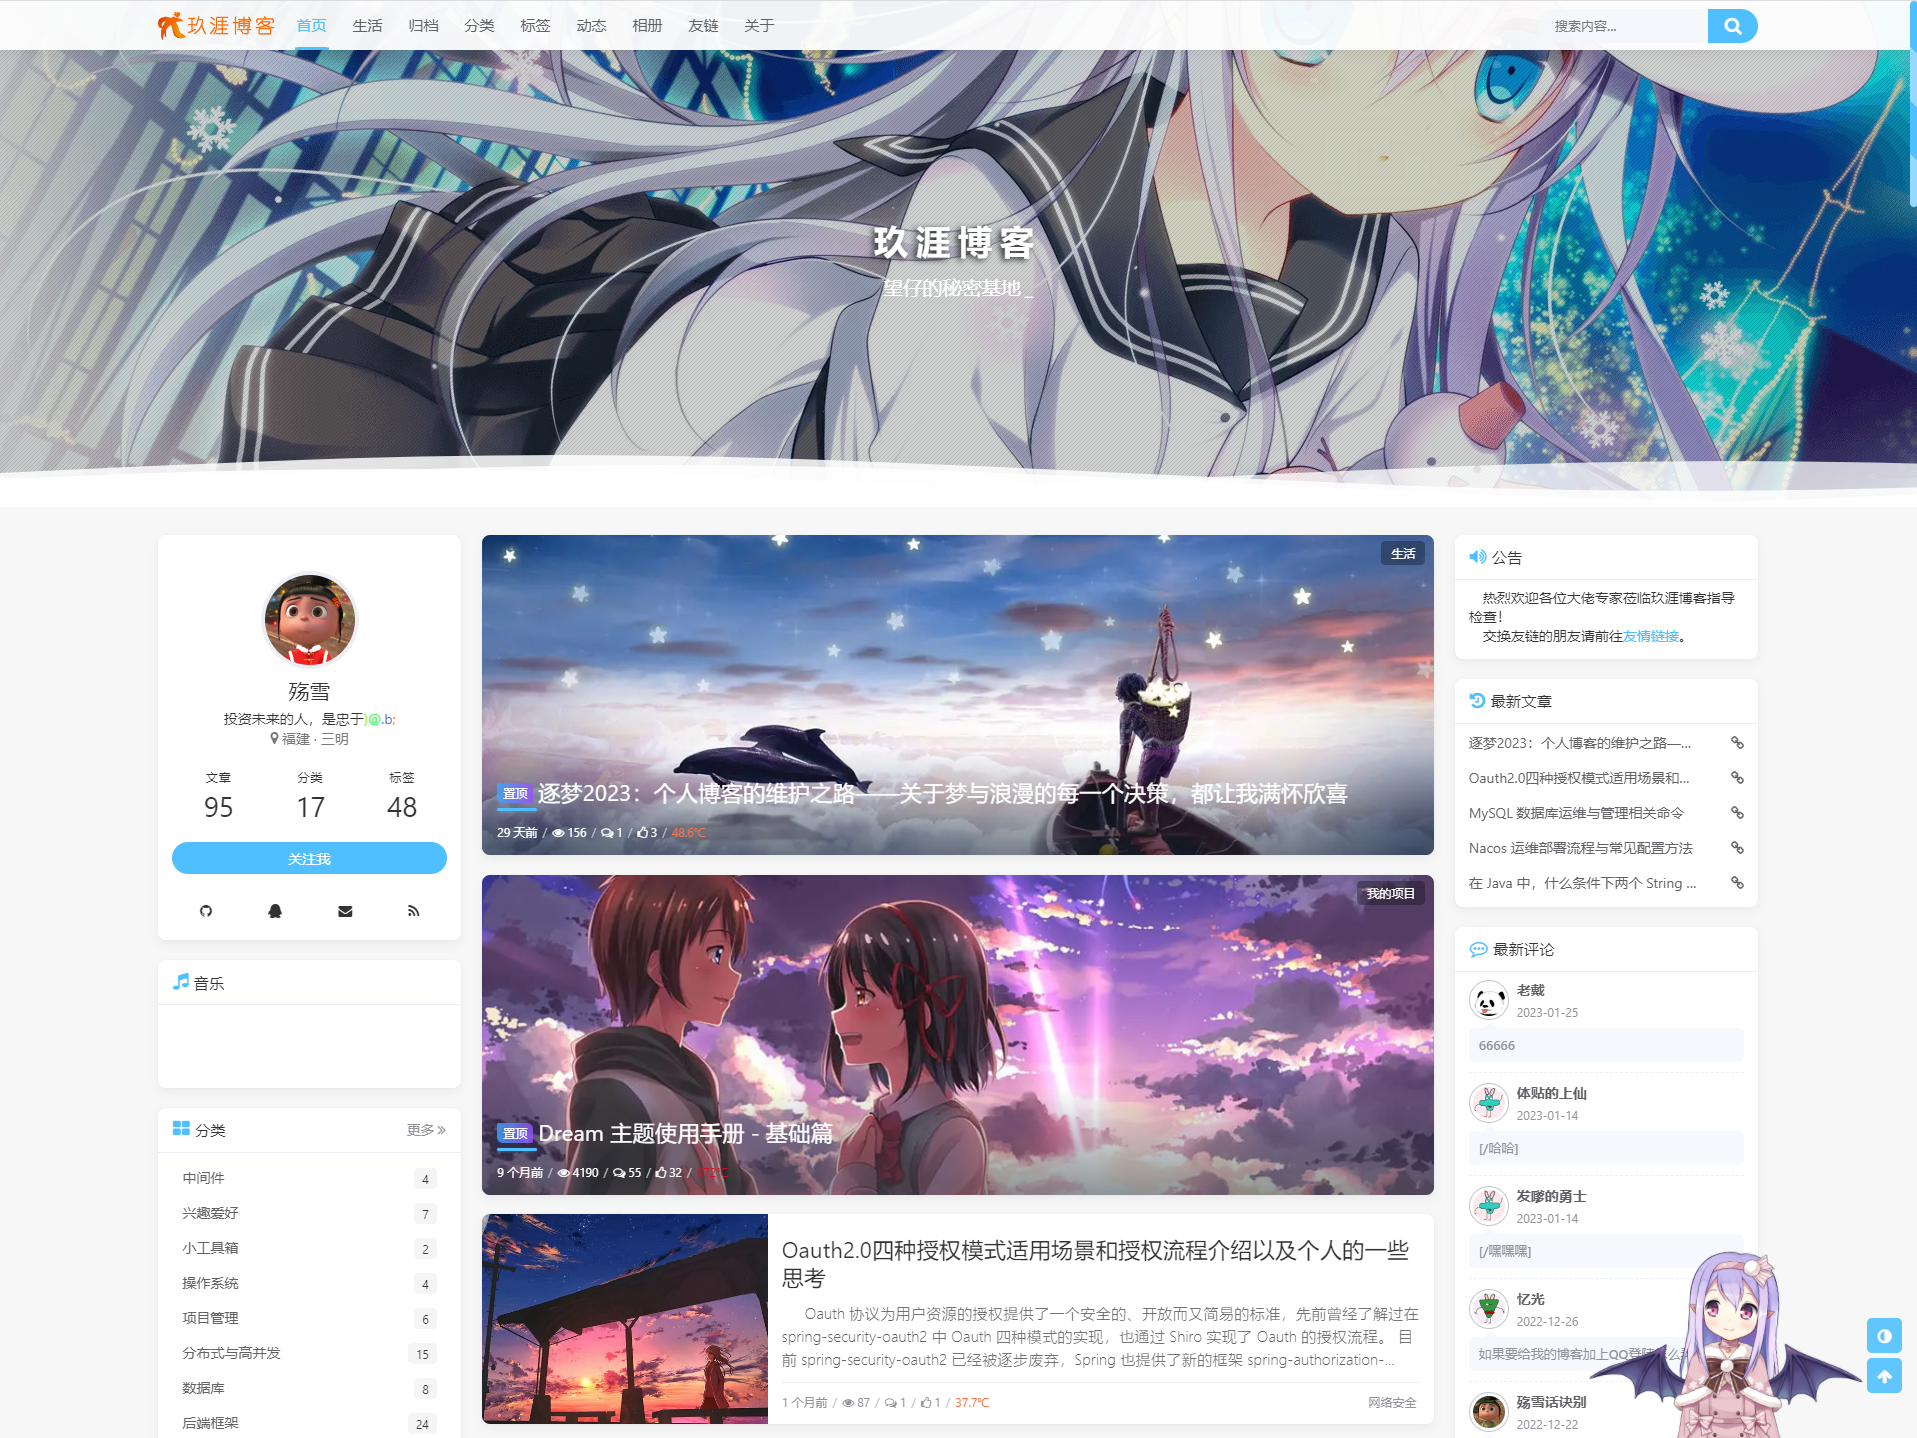 玖涯博客
首页 生活 归档 分类 标签 动态 相册 友链 关于
搜索内容...
玖涯博客
望仔的秘密基地_
殇雪
投资未来的人，是忠于)@.b;
福建 · 三明
文章 分类 标签
95 17 48
关注我
音乐
分类 更多
中间件 4
兴趣爱好 7
小工具箱 2
操作系统 4
项目管理 6
分布式与高并发 15
数据库 8
后端框架 24
生活
置顶 逐梦2023：个人博客的维护之路——关于梦与浪漫的每一个决策，都让我满怀欣喜
29 天前 / 156 / 1 / 3 / 48.6℃
我的项目
置顶 Dream 主题使用手册 - 基础篇
9 个月前 / 4190 / 55 / 32 /
Oauth2.0四种授权模式适用场景和授权流程介绍以及个人的一些
思考
Oauth 协议为用户资源的授权提供了一个安全的、开放而又简易的标准，先前曾经了解过在
spring-security-oauth2 中 Oauth 四种模式的实现，也通过 Shiro 实现了 Oauth 的授权流程。 目
前 spring-security-oauth2 已经被逐步废弃，Spring 也提供了新的框架 spring-authorization-...
1 个月前 / 87 / 1 / 1 / 37.7℃
网络安全
公告
热烈欢迎各位大佬专家莅临玖涯博客指导
检查！
交换友链的朋友请前往友情链接。
最新文章
逐梦2023：个人博客的维护之路—...
Oauth2.0四种授权模式适用场景和...
MySQL 数据库运维与管理相关命令
Nacos 运维部署流程与常见配置方法
在 Java 中，什么条件下两个 String ...
最新评论
老戴
2023-01-25
66666
体贴的上仙
2023-01-14
[/哈哈]
发嗲的勇士
2023-01-14
[/嘿嘿嘿]
忆光
2022-12-26
如果要给我的博客加上QQ登陆
殇雪话诀别
2022-12-22